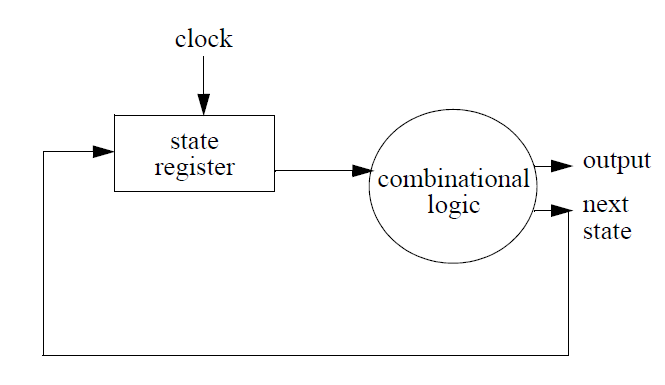 clock
state
register
combinational
logic
output
next
state